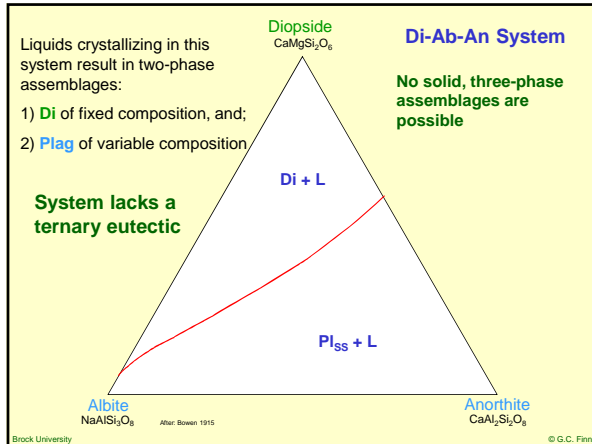 Diopside
CaMgSi₂O₆
Di-Ab-An System
Liquids crystallizing in this
system result in two-phase
assemblages:
1) Di of fixed composition, and;
2) Plag of variable composition
No solid, three-phase
assemblages are
possible
System lacks a
ternary eutectic
Di + L
Pl_SS + L
Albite
NaAlSi₃O₈
After: Bowen 1915
Anorthite
CaAl₂Si₂O₈
Brock University
© G.C. Finn